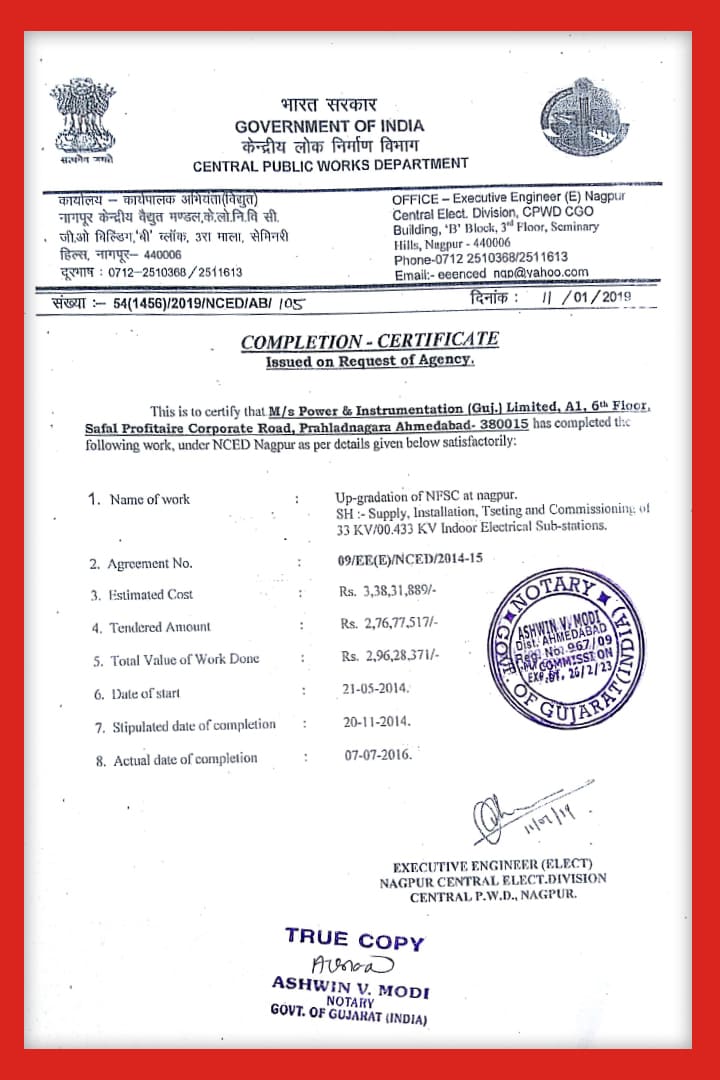 सत्यमेव जयते
भारत सरकार
GOVERNMENT OF INDIA
केन्द्रीय लोक निर्माण विभाग
CENTRAL PUBLIC WORKS DEPARTMENT
कार्यालय – कार्यपालक अभियंता(विद्युत)
नागपूर केन्द्रीय वैद्युत मण्डल,के.लो.नि.वि सी.
जी.ओ बिल्डिंग,'बी' ब्लॉक, ३रा माला, सेमिनरी
हिल्स, नागपूर– 440006
दूरभाष : 0712–2510368 / 2511613
OFFICE – Executive Engineer (E) Nagpur
Central Elect. Division, CPWD CGO
Building, 'B' Block, 3rd Floor, Seminary
Hills, Nagpur - 440006
Phone-0712 2510368/2511613
Email:- eeenced_nap@yahoo.com
संख्या :– 54(1456)/2019/NCED/AB/ 105
दिनांक : 11 /01/2019
COMPLETION - CERTIFICATE
Issued on Request of Agency.
This is to certify that M/s Power & Instrumentation (Guj.) Limited, A1, 6th Floor,
Safal Profitaire Corporate Road, Prahladnagara Ahmedabad- 380015 has completed the
following work, under NCED Nagpur as per details given below satisfactorily:
1. Name of work : Up-gradation of NFSC at nagpur.
SH :- Supply, Installation, Tseting and Commissioning of
33 KV/00.433 KV Indoor Electrical Sub-stations.
2. Agreement No. : 09/EE(E)/NCED/2014-15
3. Estimated Cost : Rs. 3,38,31,889/-
4. Tendered Amount : Rs. 2,76,77,517/-
5. Total Value of Work Done : Rs. 2,96,28,371/-
6. Date of start : 21-05-2014.
7. Stipulated date of completion : 20-11-2014.
8. Actual date of completion : 07-07-2016.
NOTARY
GOVT. OF GUJARAT (INDIA)
ASHWIN V. MODI
Dist. AHMEDABAD
Reg. No. 967/09
MY COMMISSION
EXP. DT. 26/2/23
EXECUTIVE ENGINEER (ELECT)
NAGPUR CENTRAL ELECT.DIVISION
CENTRAL P.W.D., NAGPUR.
TRUE COPY
ASHWIN V. MODI
NOTARY
GOVT. OF GUJARAT (INDIA)